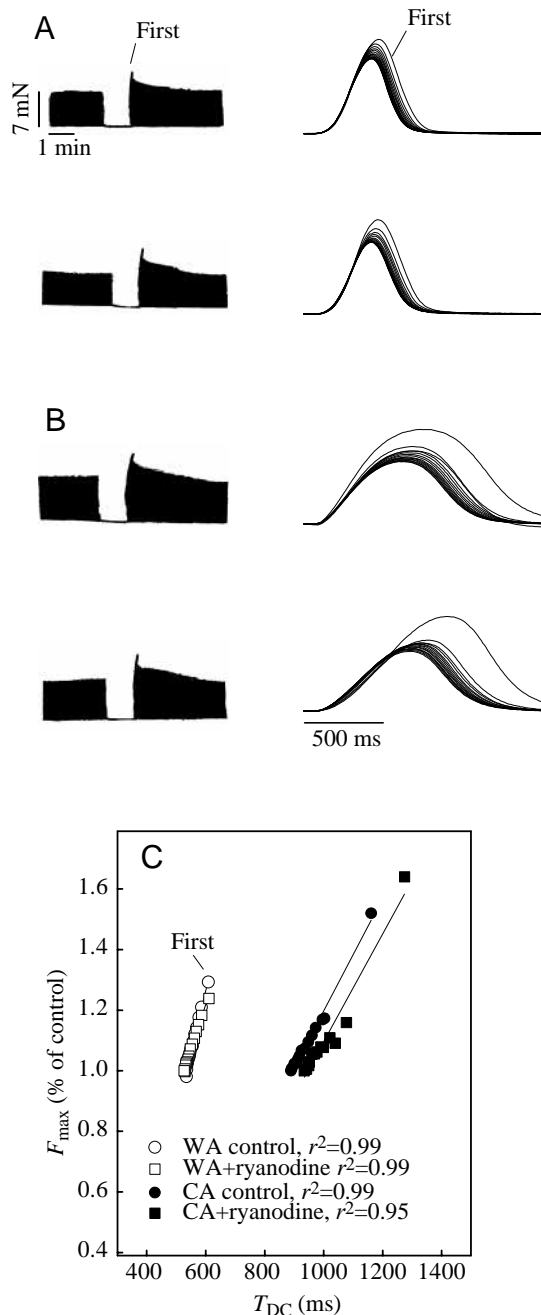 A
First
First
7 mN
1 min
B
500 ms
C
First
1.6
1.4
1.2
1.0
0.8
0.6
0.4
F max (% of control)
WA control, r²=0.99
WA+ryanodine r²=0.99
CA control, r²=0.99
CA+ryanodine, r²=0.95
400 600 800 1000 1200 1400
T DC (ms)